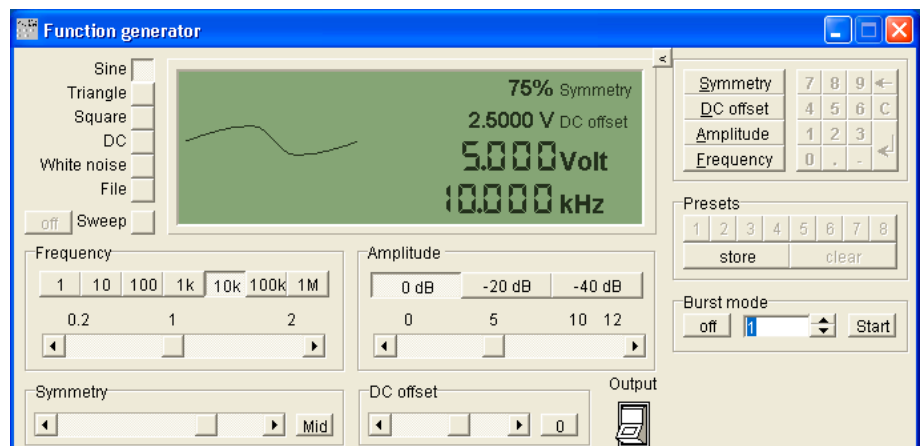 Function generator
Sine
Triangle
Square
DC
White noise
File
off Sweep
75% Symmetry
2.5000 V DC offset
5.000 Volt
10.000 kHz
<
Symmetry 7 8 9 ←
DC offset 4 5 6 C
Amplitude 1 2 3
Frequency 0 . -
Presets
1 2 3 4 5 6 7 8
store clear
Frequency
1 10 100 1k 10k 100k 1M
0.2 1 2
Amplitude
0 dB -20 dB -40 dB
0 5 10 12
Burst mode
off 1 Start
Symmetry
Mid
DC offset
0
Output